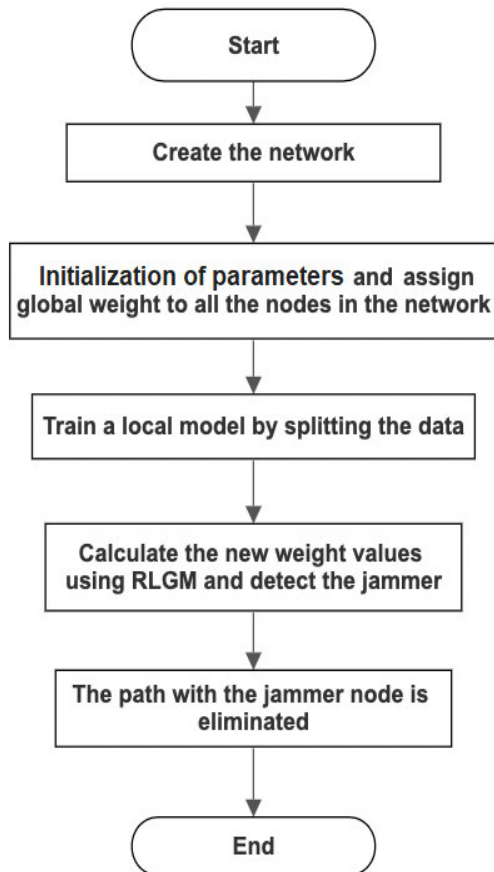 Start
Create the network
Initialization of parameters and assign
global weight to all the nodes in the network
Train a local model by splitting the data
Calculate the new weight values
using RLGM and detect the jammer
The path with the jammer node is
eliminated
End